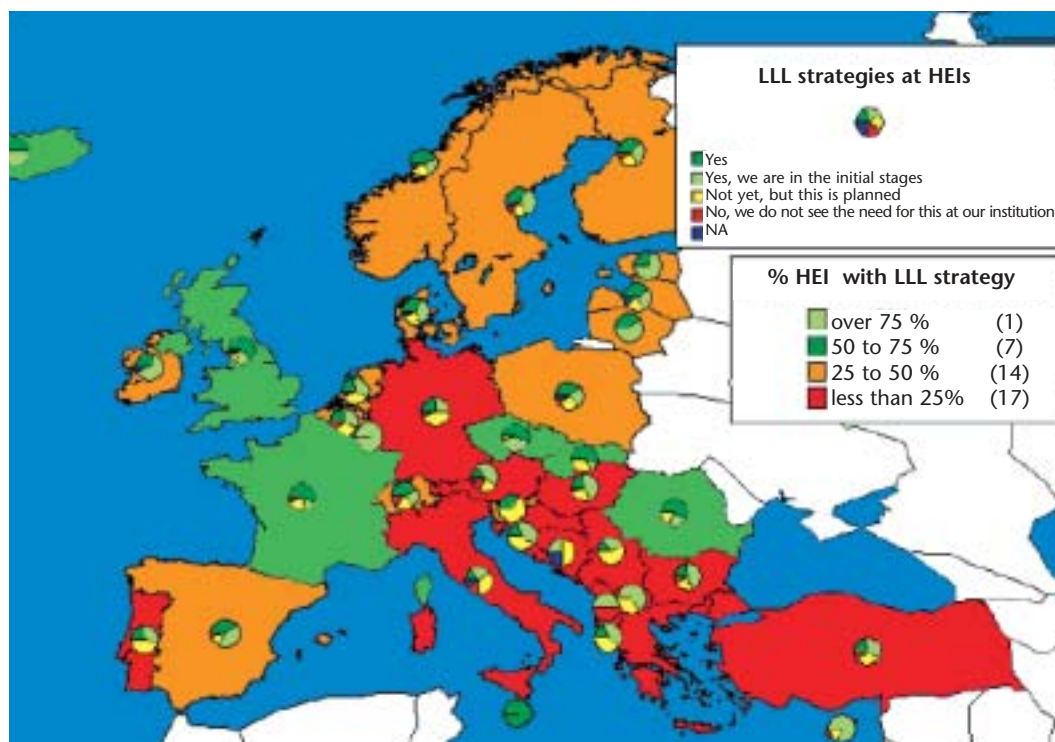 LLL strategies at HEIs
Yes
Yes, we are in the initial stages
Not yet, but this is planned
No, we do not see the need for this at our institution
NA
% HEI with LLL strategy
over 75 % (1)
50 to 75 % (7)
25 to 50 % (14)
less than 25% (17)